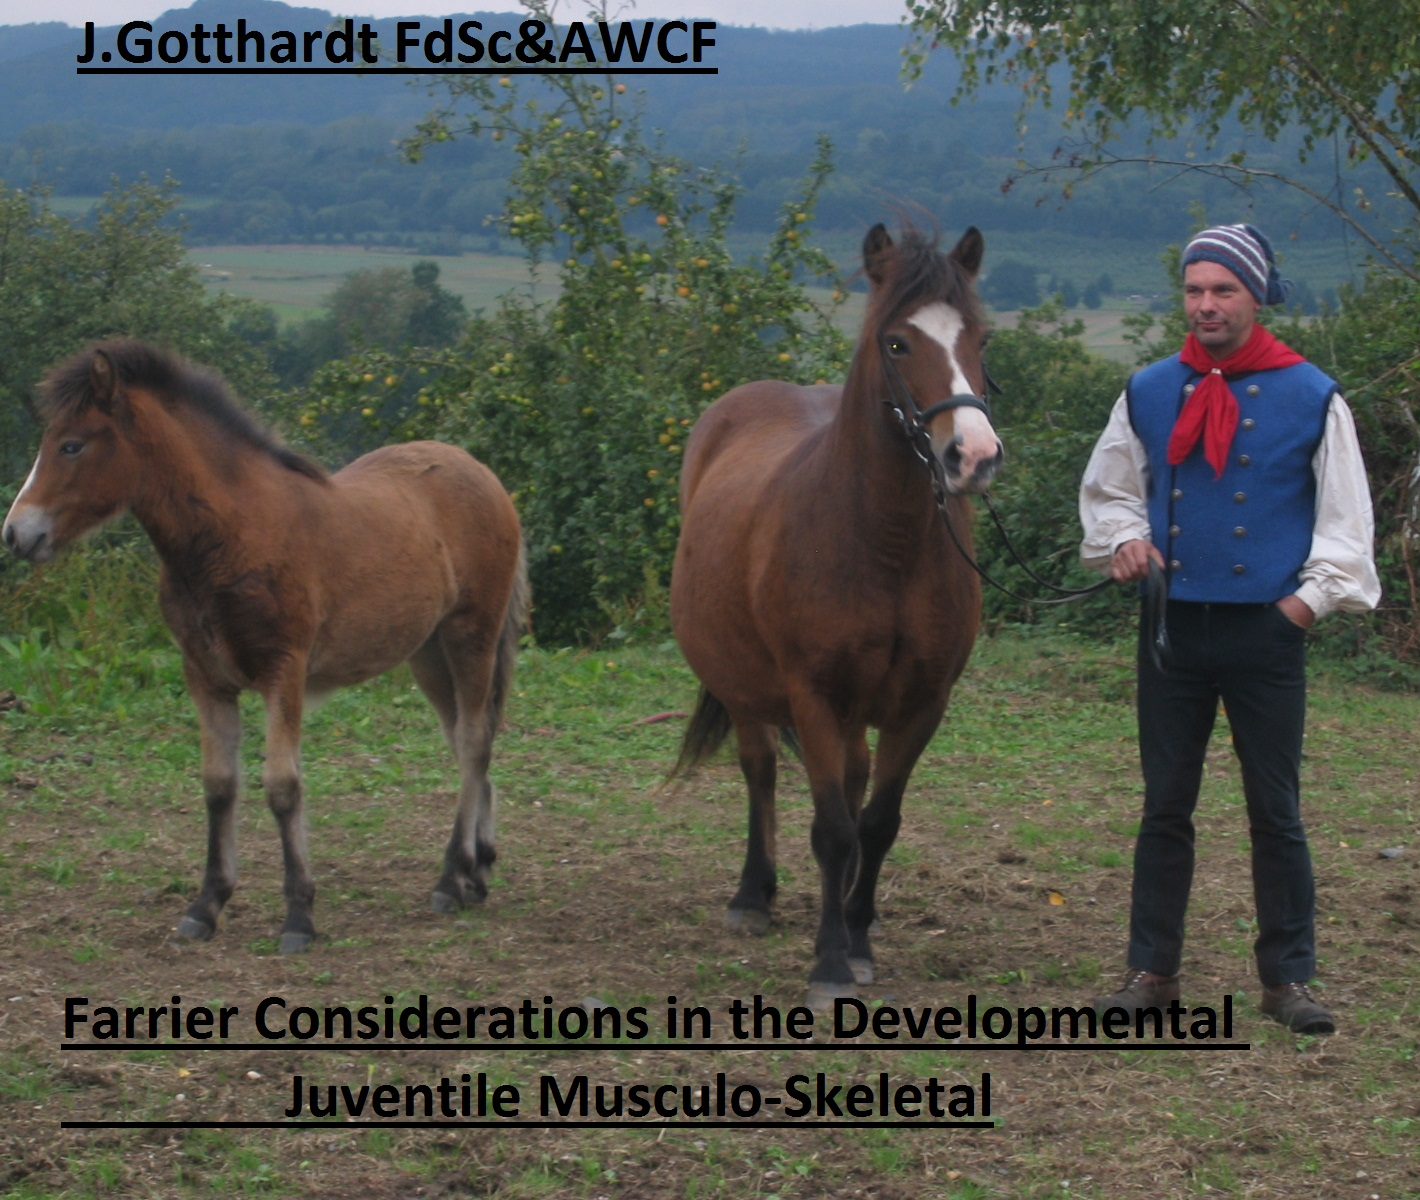 J.Gotthardt FdSc&AWCF
Farrier Considerations in the Developmental
Juventile Musculo-Skeletal